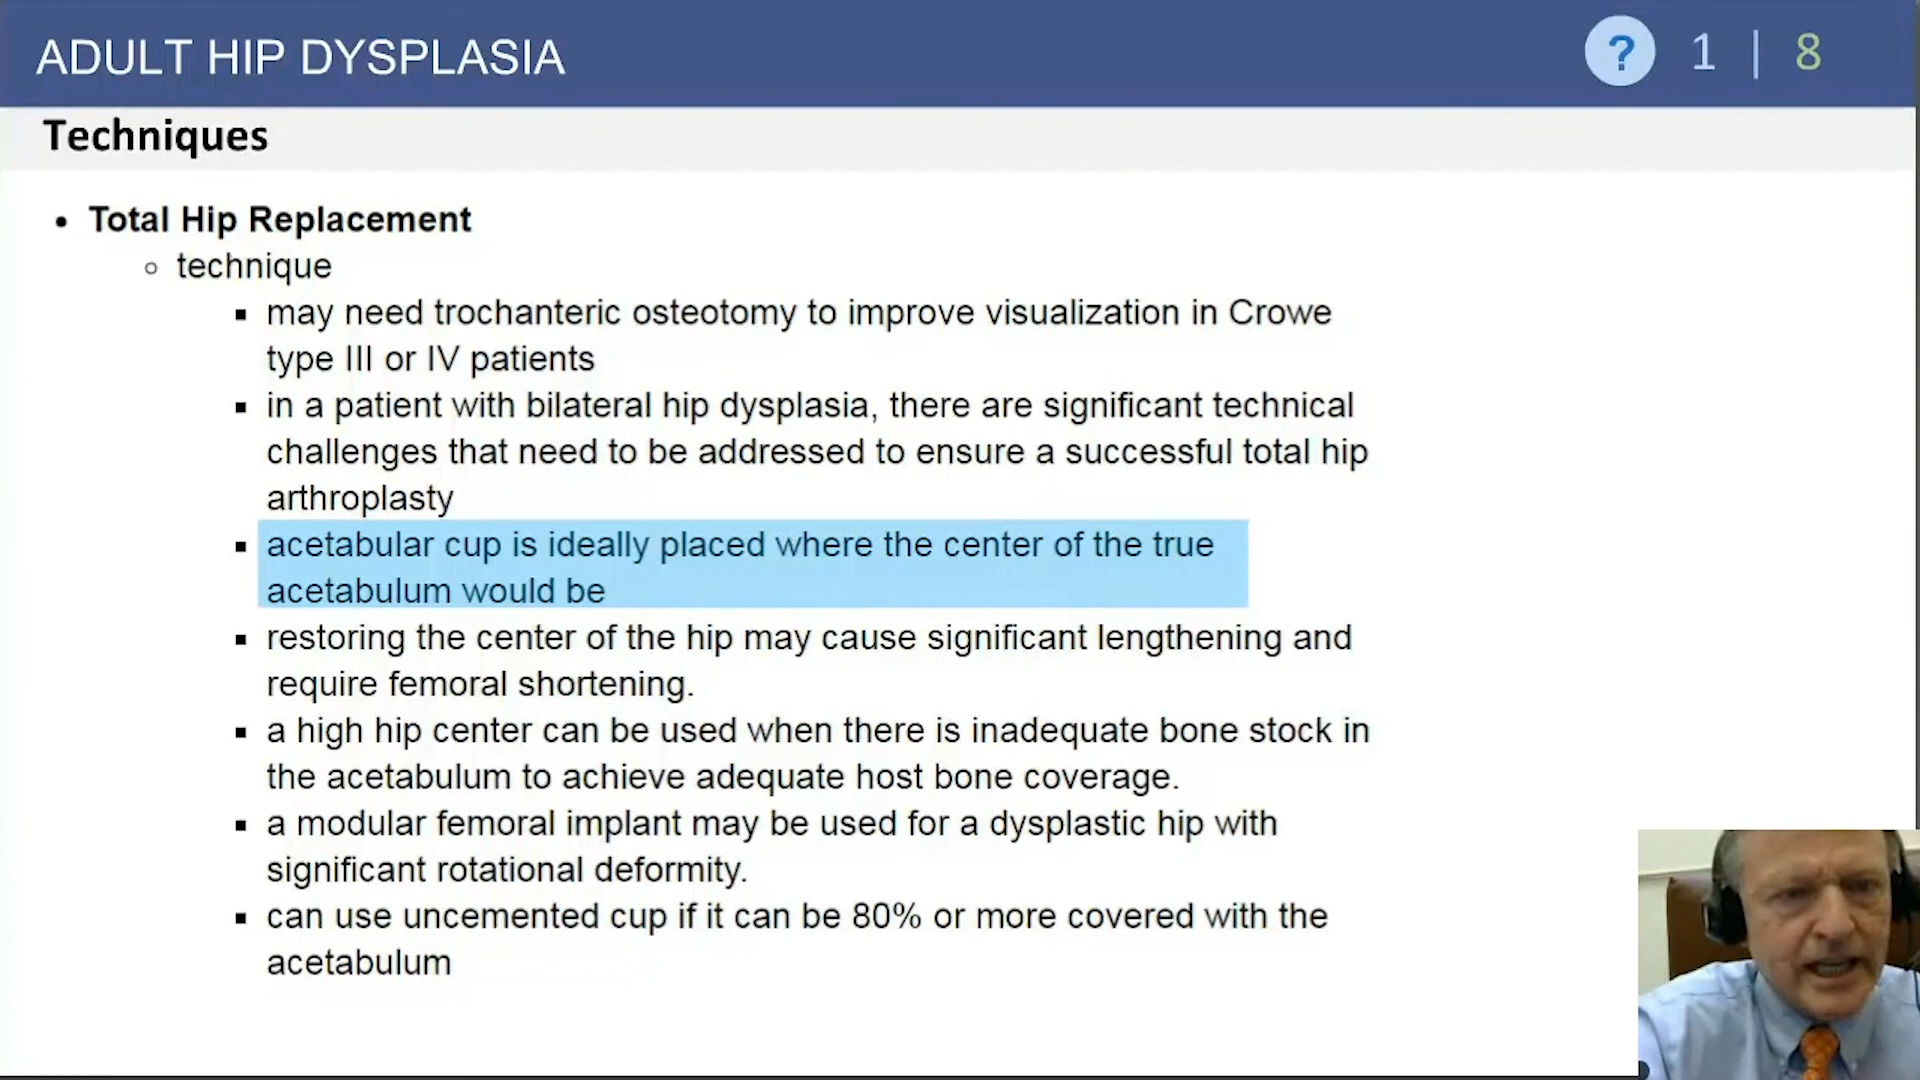 ADULT HIP DYSPLASIA
? 1 | 8
Techniques
• Total Hip Replacement
○ technique
▪ may need trochanteric osteotomy to improve visualization in Crowe
type III or IV patients
▪ in a patient with bilateral hip dysplasia, there are significant technical
challenges that need to be addressed to ensure a successful total hip
arthroplasty
▪ acetabular cup is ideally placed where the center of the true
acetabulum would be
▪ restoring the center of the hip may cause significant lengthening and
require femoral shortening.
▪ a high hip center can be used when there is inadequate bone stock in
the acetabulum to achieve adequate host bone coverage.
▪ a modular femoral implant may be used for a dysplastic hip with
significant rotational deformity.
▪ can use uncemented cup if it can be 80% or more covered with the
acetabulum